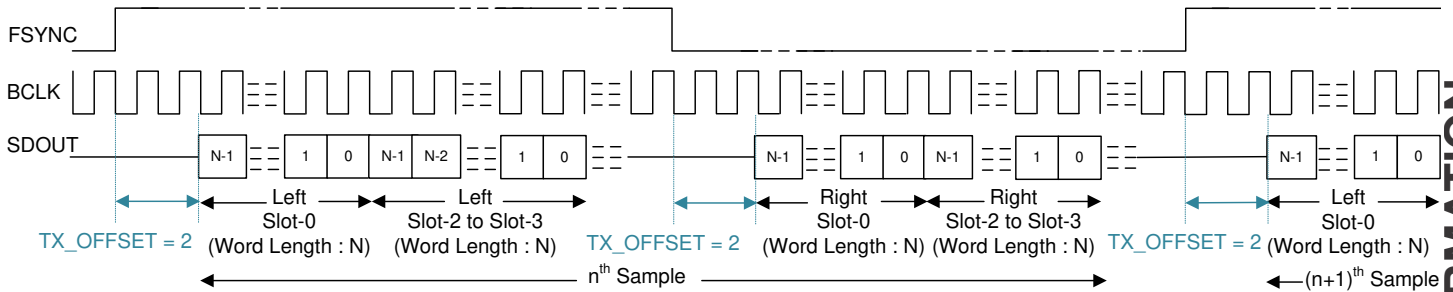 FSYNC
BCLK
SDOUT
N-1 1 0 N-1 N-2 1 0 N-1 1 0 N-1 1 0 N-1 1 0
Left Left Right Right Left
Slot-0 Slot-2 to Slot-3 Slot-0 Slot-2 to Slot-3 Slot-0
TX_OFFSET = 2 (Word Length : N) (Word Length : N) TX_OFFSET = 2 (Word Length : N) (Word Length : N) TX_OFFSET = 2 (Word Length : N)
nth Sample (n+1)th Sample